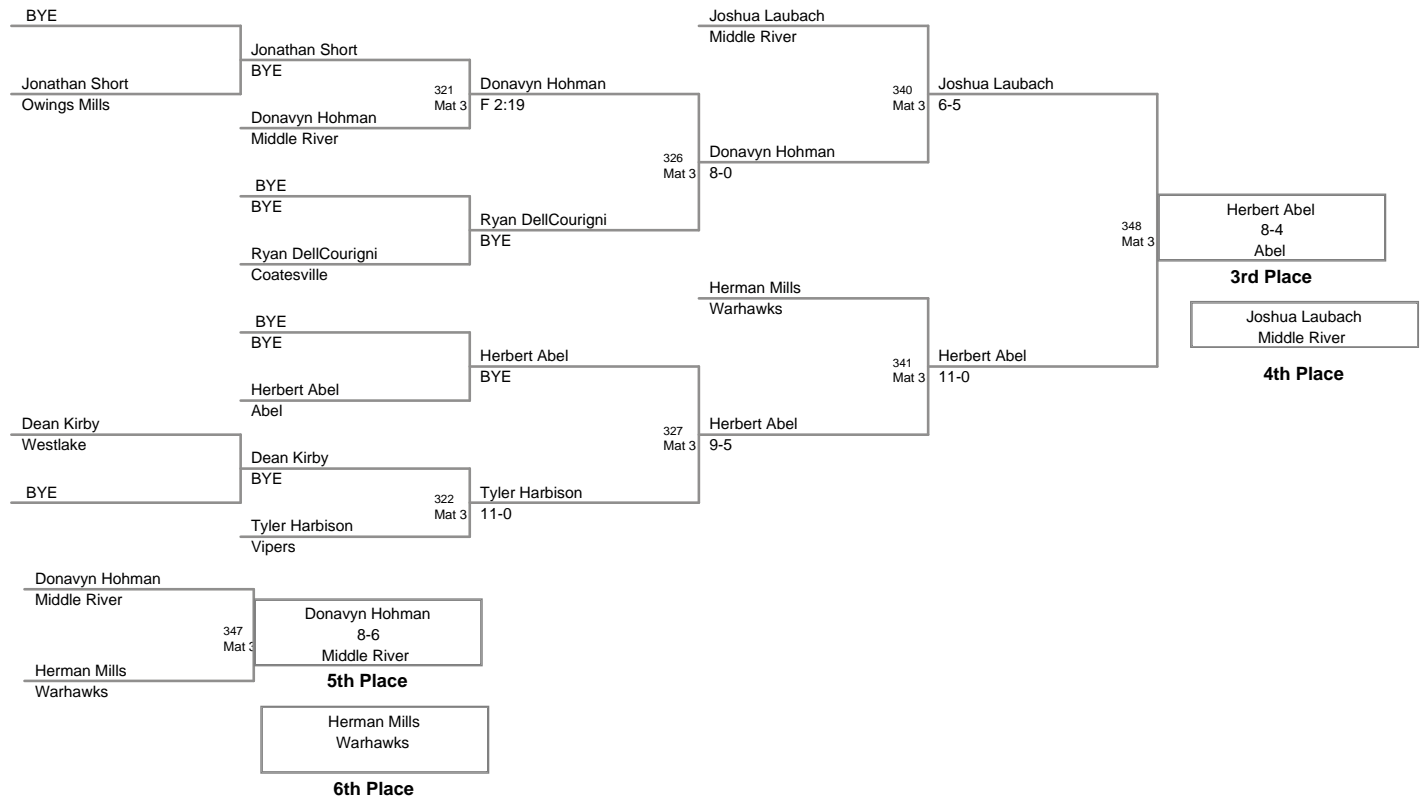 BYE
Joshua Laubach
Middle River
Jonathan Short
BYE
Jonathan Short
Owings Mills
321
Mat 3
Donavyn Hohman
F 2:19
340
Mat 3
Joshua Laubach
6-5
Donavyn Hohman
Middle River
326
Mat 3
Donavyn Hohman
8-0
BYE
BYE
Ryan DellCourigni
BYE
Ryan DellCourigni
Coatesville
348
Mat 3
Herbert Abel
8-4
Abel
3rd Place
Herman Mills
Warhawks
Joshua Laubach
Middle River
4th Place
BYE
BYE
Herbert Abel
BYE
341
Mat 3
Herbert Abel
11-0
Herbert Abel
Abel
Dean Kirby
Westlake
327
Mat 3
Herbert Abel
9-5
Dean Kirby
BYE
BYE
322
Mat 3
Tyler Harbison
11-0
Tyler Harbison
Vipers
Donavyn Hohman
Middle River
347
Mat 3
Donavyn Hohman
8-6
Middle River
5th Place
Herman Mills
Warhawks
Herman Mills
Warhawks
6th Place